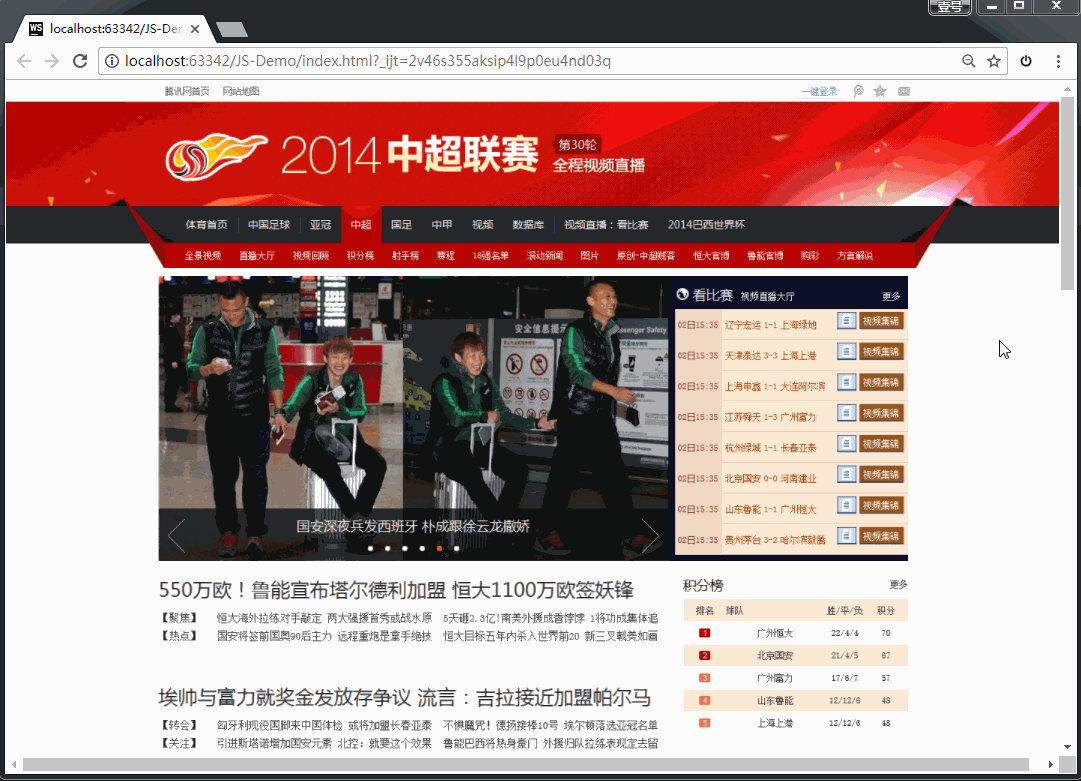 壹号
WS localhost:63342/JS-Der
localhost:63342/JS-Demo/index.html?_ijt=2v46s355aksip4l9p0eu4nd03q
腾讯网首页 网站地图 一键登录
2014中超联赛 第30轮
全程视频直播
体育首页 中国足球 亚冠 中超 国足 中甲 视频 数据库 视频直播：看比赛 2014巴西世界杯
全景视频 直播大厅 视频回顾 积分榜 射手榜 赛程 16强名单 滚动新闻 图片 原创-中超贼客 恒大官博 鲁能官博 购彩 方言解说
安全信息提示
国安深夜兵发西班牙 朴成跟徐云龙撒娇
看比赛 视频直播大厅 更多
02日15:35 辽宁宏运 1-1 上海绿地 视频集锦
02日15:35 天津泰达 3-3 上海上港 视频集锦
02日15:35 上海申鑫 1-1 大连阿尔滨 视频集锦
02日15:35 江苏舜天 1-3 广州富力 视频集锦
02日15:35 杭州绿城 1-1 长春亚泰 视频集锦
02日15:35 北京国安 0-0 河南建业 视频集锦
02日15:35 山东鲁能 1-1 广州恒大 视频集锦
02日15:35 贵州茅台 3-2 哈尔滨毅腾 视频集锦
550万欧！鲁能宣布塔尔德利加盟 恒大1100万欧签妖锋
【聚焦】 恒大海外拉练对手敲定 两大强援首秀或战水原 5天砸2.3亿!南美外援成香饽饽 1将功成集体追
【热点】 国安将签前国奥90后主力 远程重炮是拿手绝技 恒大目标五年内杀入世界前20 新三叉戟美如画
埃帅与富力就奖金发放存争议 流言：吉拉接近加盟帕尔马
【转会】 匈牙利现役国脚来中国体检 或将加盟长春亚泰 不惧魔咒! 德扬接棒10号 埃尔顿落选亚冠名单
【关注】 引进斯塔诺增加国安元素 北控：就要这个效果 鲁能巴西将热身豪门 外援归队拉练表现定去留
积分榜 更多
排名 球队 胜/平/负 积分
1 广州恒大 22/4/4 70
2 北京国安 21/4/5 67
3 广州富力 17/6/7 57
4 山东鲁能 12/12/6 48
5 上海上港 12/12/6 48